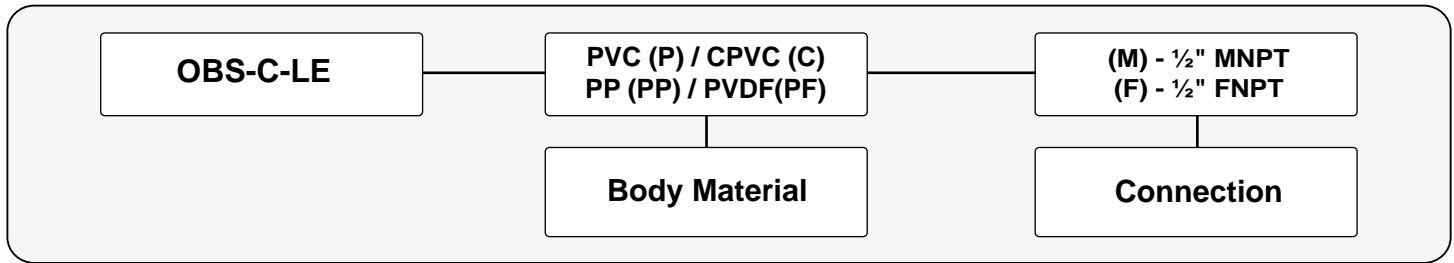 OBS-C-LE
PVC (P) / CPVC (C)
PP (PP) / PVDF(PF)
(M) - ½" MNPT
(F) - ½" FNPT
Body Material
Connection